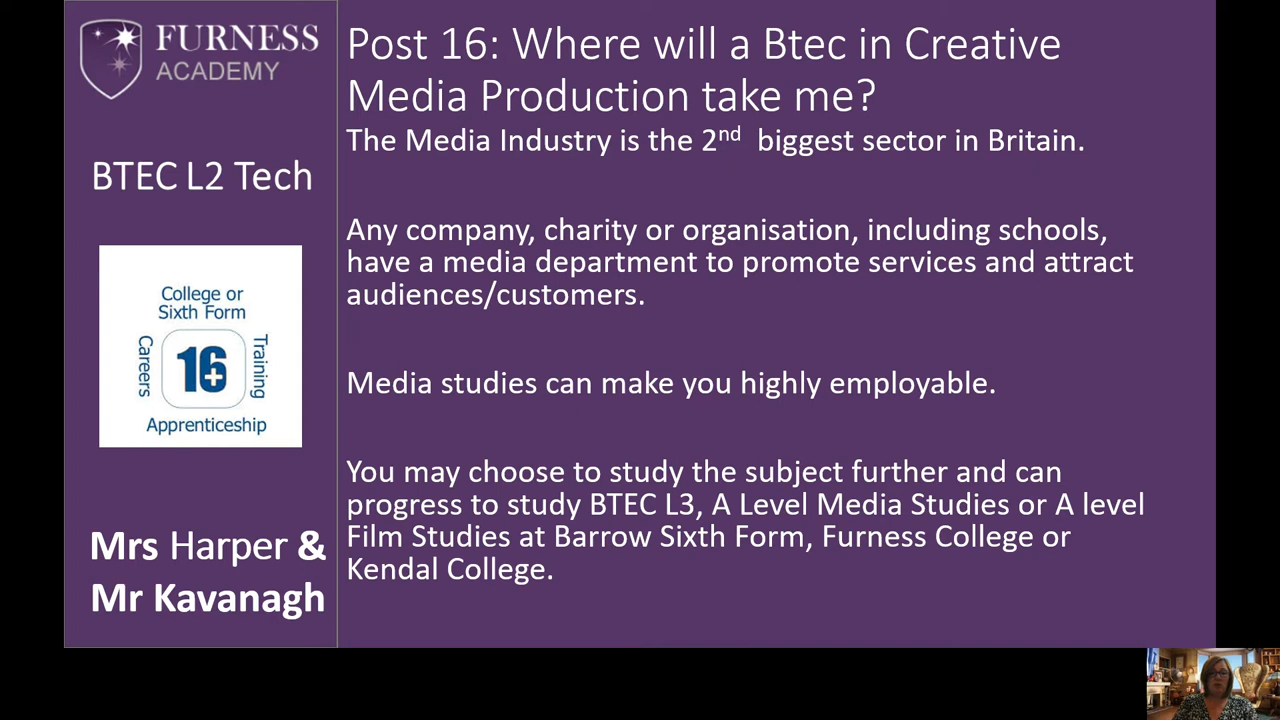 FURNESS
ACADEMY
BTEC L2 Tech
College or
Sixth Form
Careers
16+
Training
Apprenticeship
Mrs Harper &
Mr Kavanagh
Post 16: Where will a Btec in Creative
Media Production take me?
The Media Industry is the 2nd biggest sector in Britain.
Any company, charity or organisation, including schools,
have a media department to promote services and attract
audiences/customers.
Media studies can make you highly employable.
You may choose to study the subject further and can
progress to study BTEC L3, A Level Media Studies or A level
Film Studies at Barrow Sixth Form, Furness College or
Kendal College.